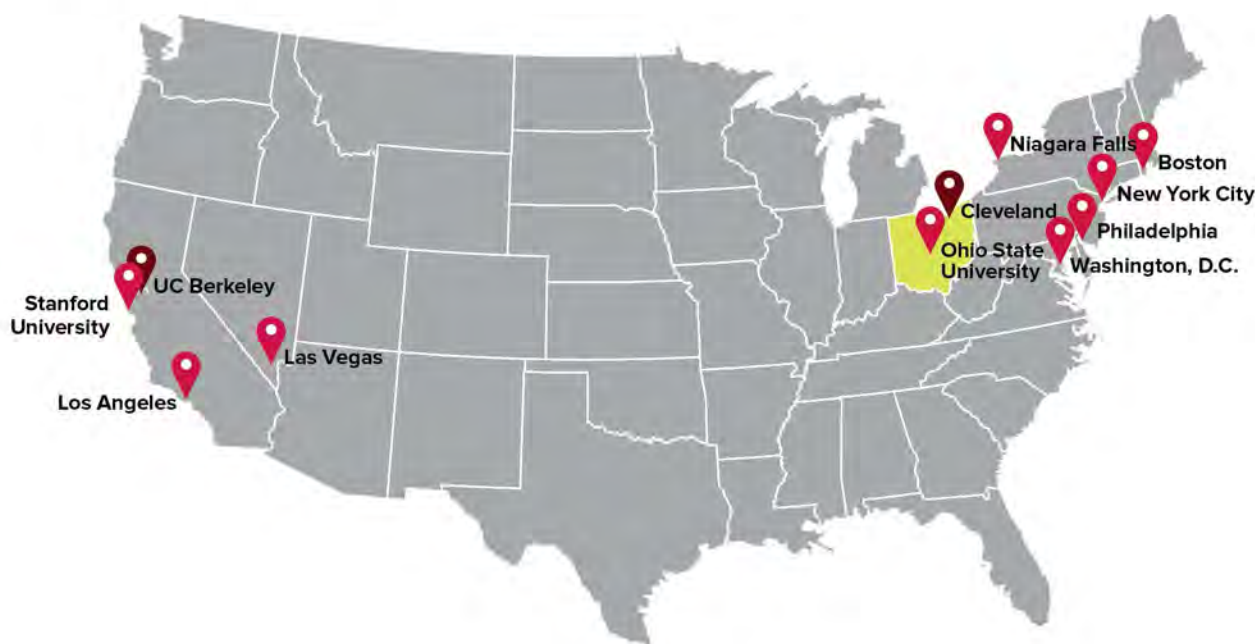 Niagara Falls
Boston
New York City
Cleveland
Philadelphia
Ohio State
University
Washington, D.C.
UC Berkeley
Stanford
University
Las Vegas
Los Angeles